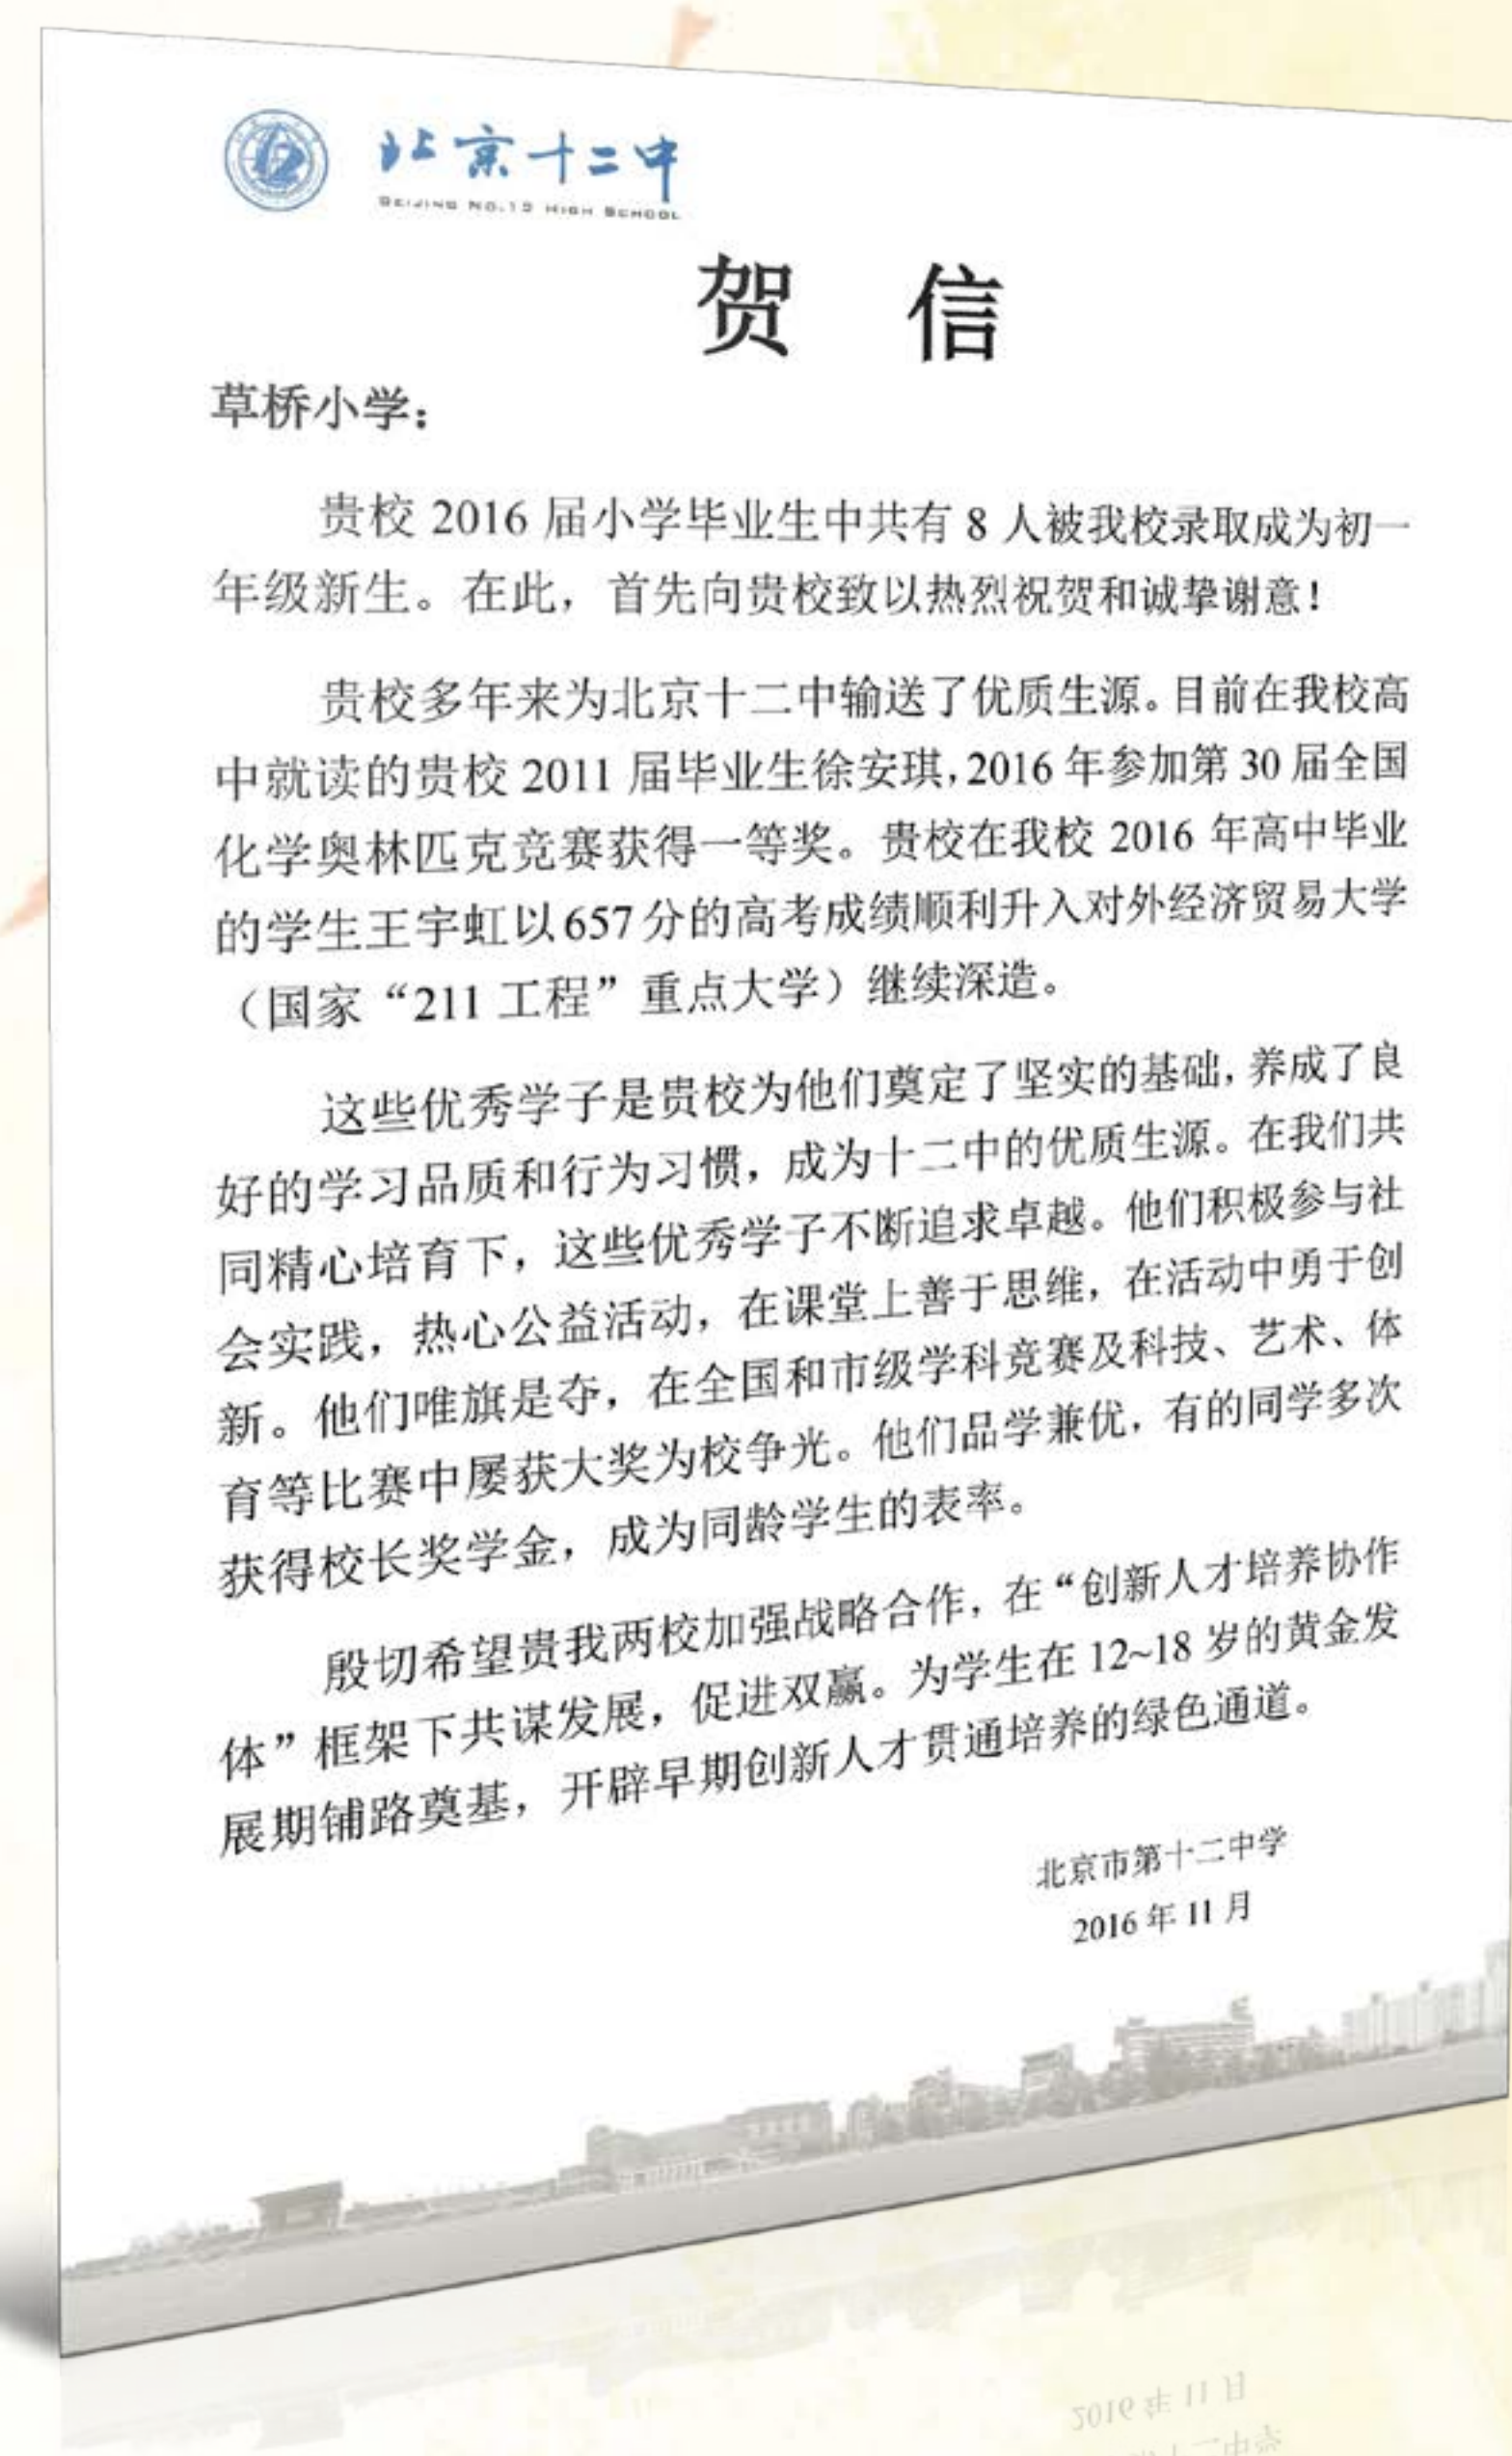 北京十二中
BEIJING NO.12 HIGH SCHOOL
贺 信
草桥小学：
贵校 2016 届小学毕业生中共有 8 人被我校录取成为初一
年级新生。在此，首先向贵校致以热烈祝贺和诚挚谢意！
贵校多年来为北京十二中输送了优质生源。目前在我校高
中就读的贵校 2011 届毕业生徐安琪，2016 年参加第 30 届全国
化学奥林匹克竞赛获得一等奖。贵校在我校 2016 年高中毕业
的学生王宇虹以 657 分的高考成绩顺利升入对外经济贸易大学
（国家“211 工程”重点大学）继续深造。
这些优秀学子是贵校为他们奠定了坚实的基础，养成了良
好的学习品质和行为习惯，成为十二中的优质生源。在我们共
同精心培育下，这些优秀学子不断追求卓越。他们积极参与社
会实践，热心公益活动，在课堂上善于思维，在活动中勇于创
新。他们唯旗是夺，在全国和市级学科竞赛及科技、艺术、体
育等比赛中屡获大奖为校争光。他们品学兼优，有的同学多次
获得校长奖学金，成为同龄学生的表率。
殷切希望贵我两校加强战略合作，在“创新人才培养协作
体”框架下共谋发展，促进双赢。为学生在 12~18 岁的黄金发
展期铺路奠基，开辟早期创新人才贯通培养的绿色通道。
北京市第十二中学
2016 年 11 月